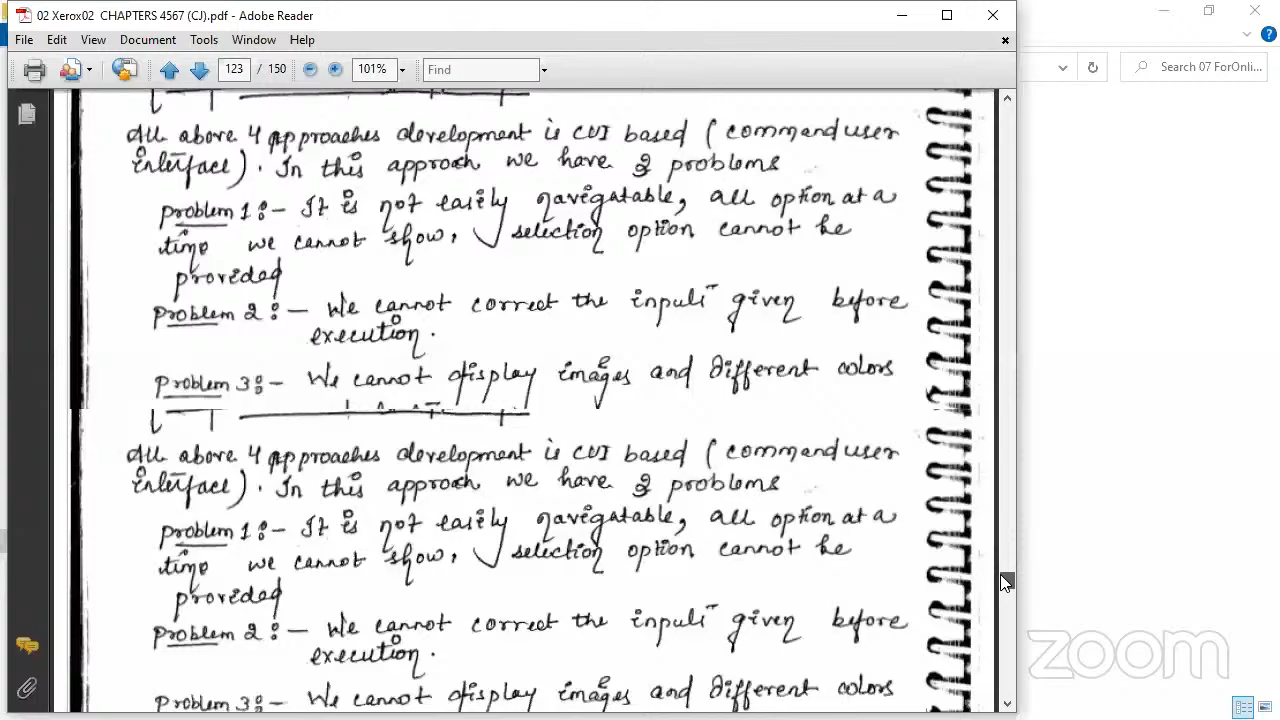 02 Xerox02 CHAPTERS 4567 (CJ).pdf - Adobe Reader
File Edit View Document Tools Window Help
123 / 150 101% Find
Search 07 ForOnli...
All above 4 approaches development is CUI based (command user
interface). In this approach we have 3 problems
problem 1:- It is not easily navigatable, all option at a
time we cannot show, selection option cannot be
provided
problem 2:- We cannot correct the inputs given before
execution.
problem 3:- We cannot display images and different colors
All above 4 approaches development is CUI based (command user
interface). In this approach we have 3 problems
problem 1:- It is not easily navigatable, all option at a
time we cannot show, selection option cannot be
provided
problem 2:- We cannot correct the inputs given before
execution.
problem 3:- We cannot display images and different colors
zoom